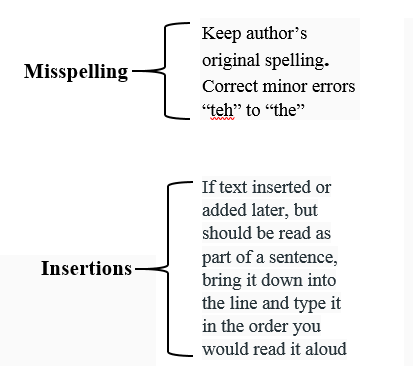 Misspelling
Keep author’s
original spelling.
Correct minor errors
“teh” to “the”
Insertions
If text inserted or
added later, but
should be read as
part of a sentence,
bring it down into
the line and type it
in the order you
would read it aloud